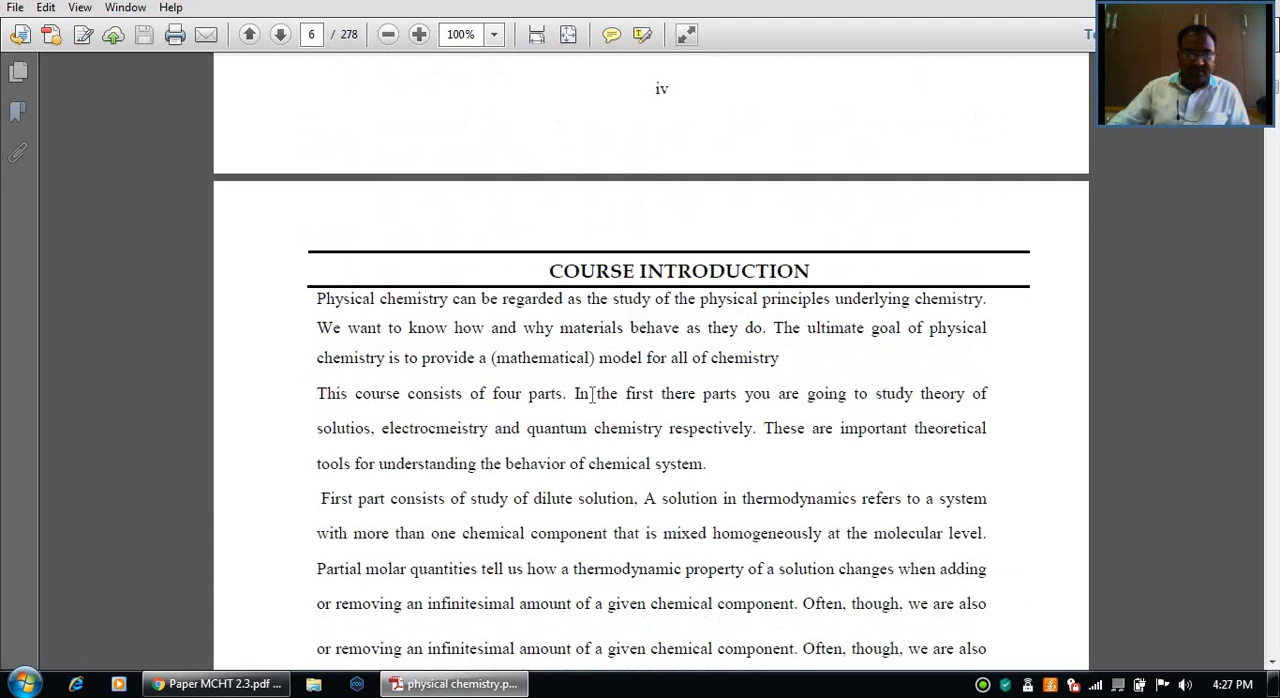 File Edit View Window Help
6 / 278 100%
iv
COURSE INTRODUCTION
Physical chemistry can be regarded as the study of the physical principles underlying chemistry.
We want to know how and why materials behave as they do. The ultimate goal of physical
chemistry is to provide a (mathematical) model for all of chemistry
This course consists of four parts. In the first there parts you are going to study theory of
solutios, electrocmeistry and quantum chemistry respectively. These are important theoretical
tools for understanding the behavior of chemical system.
First part consists of study of dilute solution, A solution in thermodynamics refers to a system
with more than one chemical component that is mixed homogeneously at the molecular level.
Partial molar quantities tell us how a thermodynamic property of a solution changes when adding
or removing an infinitesimal amount of a given chemical component. Often, though, we are also
or removing an infinitesimal amount of a given chemical component. Often, though, we are also
Paper MCHT 2.3.pdf ... physical chemistry.p... 4:27 PM